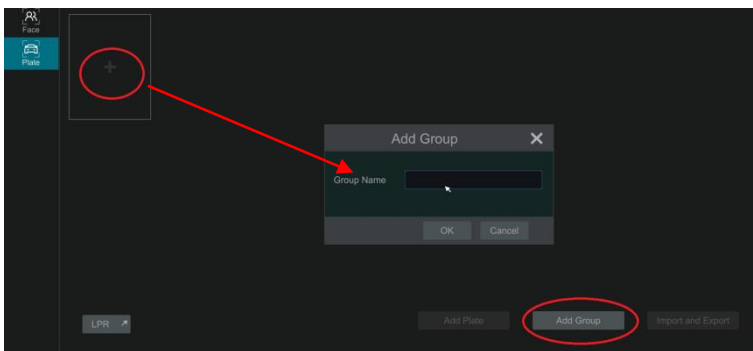 Face
Plate
+
Add Group
Group Name
OK Cancel
LPR
Add Plate Add Group Import and Export